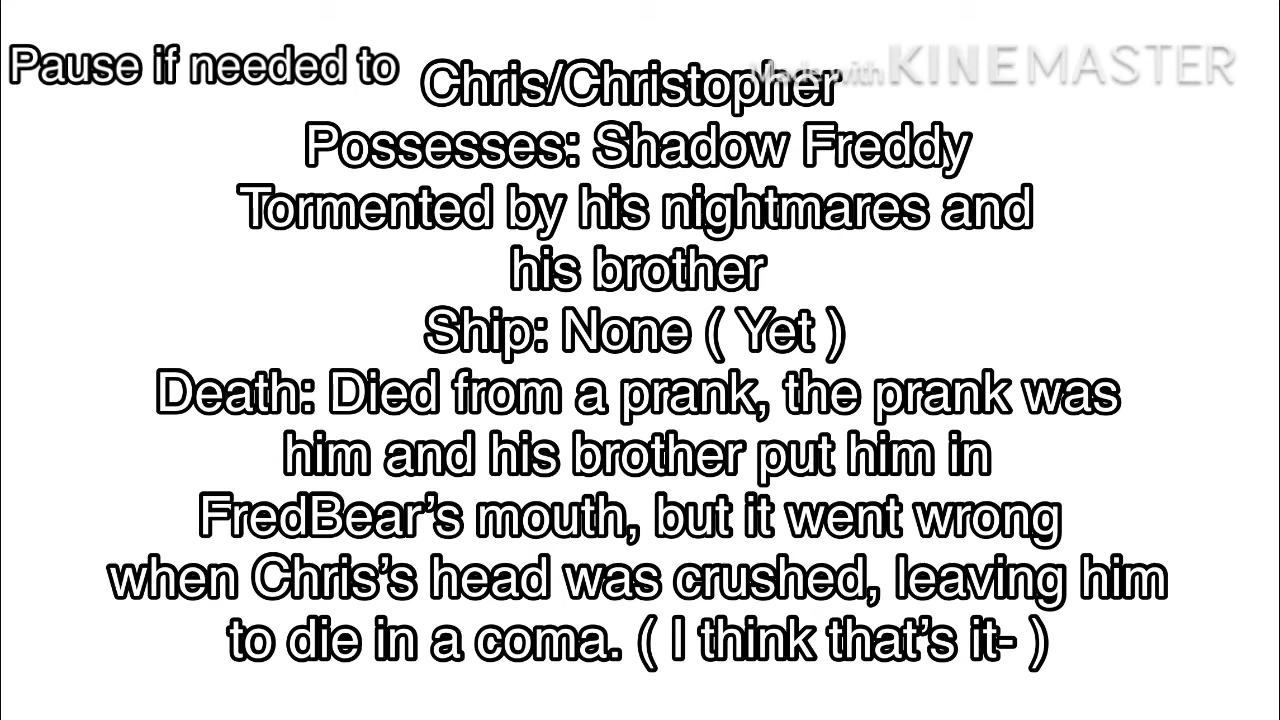 Pause if needed to
Made with KINEMASTER
Chris/Christopher
Possesses: Shadow Freddy
Tormented by his nightmares and
his brother
Ship: None ( Yet )
Death: Died from a prank, the prank was
him and his brother put him in
FredBear’s mouth, but it went wrong
when Chris’s head was crushed, leaving him
to die in a coma. ( I think that’s it- )